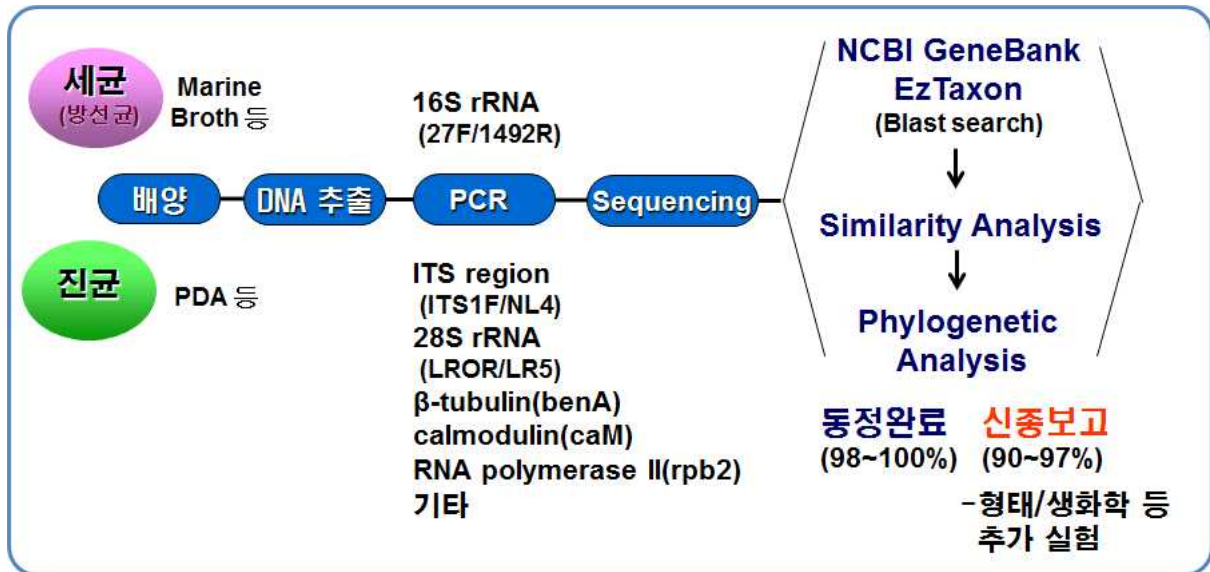 세균
(방선균)
Marine
Broth 등
16S rRNA
(27F/1492R)
배양
DNA 추출
PCR
Sequencing
진균
PDA 등
ITS region
(ITS1F/NL4)
28S rRNA
(LROR/LR5)
β-tubulin(benA)
calmodulin(caM)
RNA polymerase II(rpb2)
기타
NCBI GeneBank
EzTaxon
(Blast search)
Similarity Analysis
Phylogenetic
Analysis
동정완료
(98~100%)
신종보고
(90~97%)
-형태/생화학 등
추가 실험